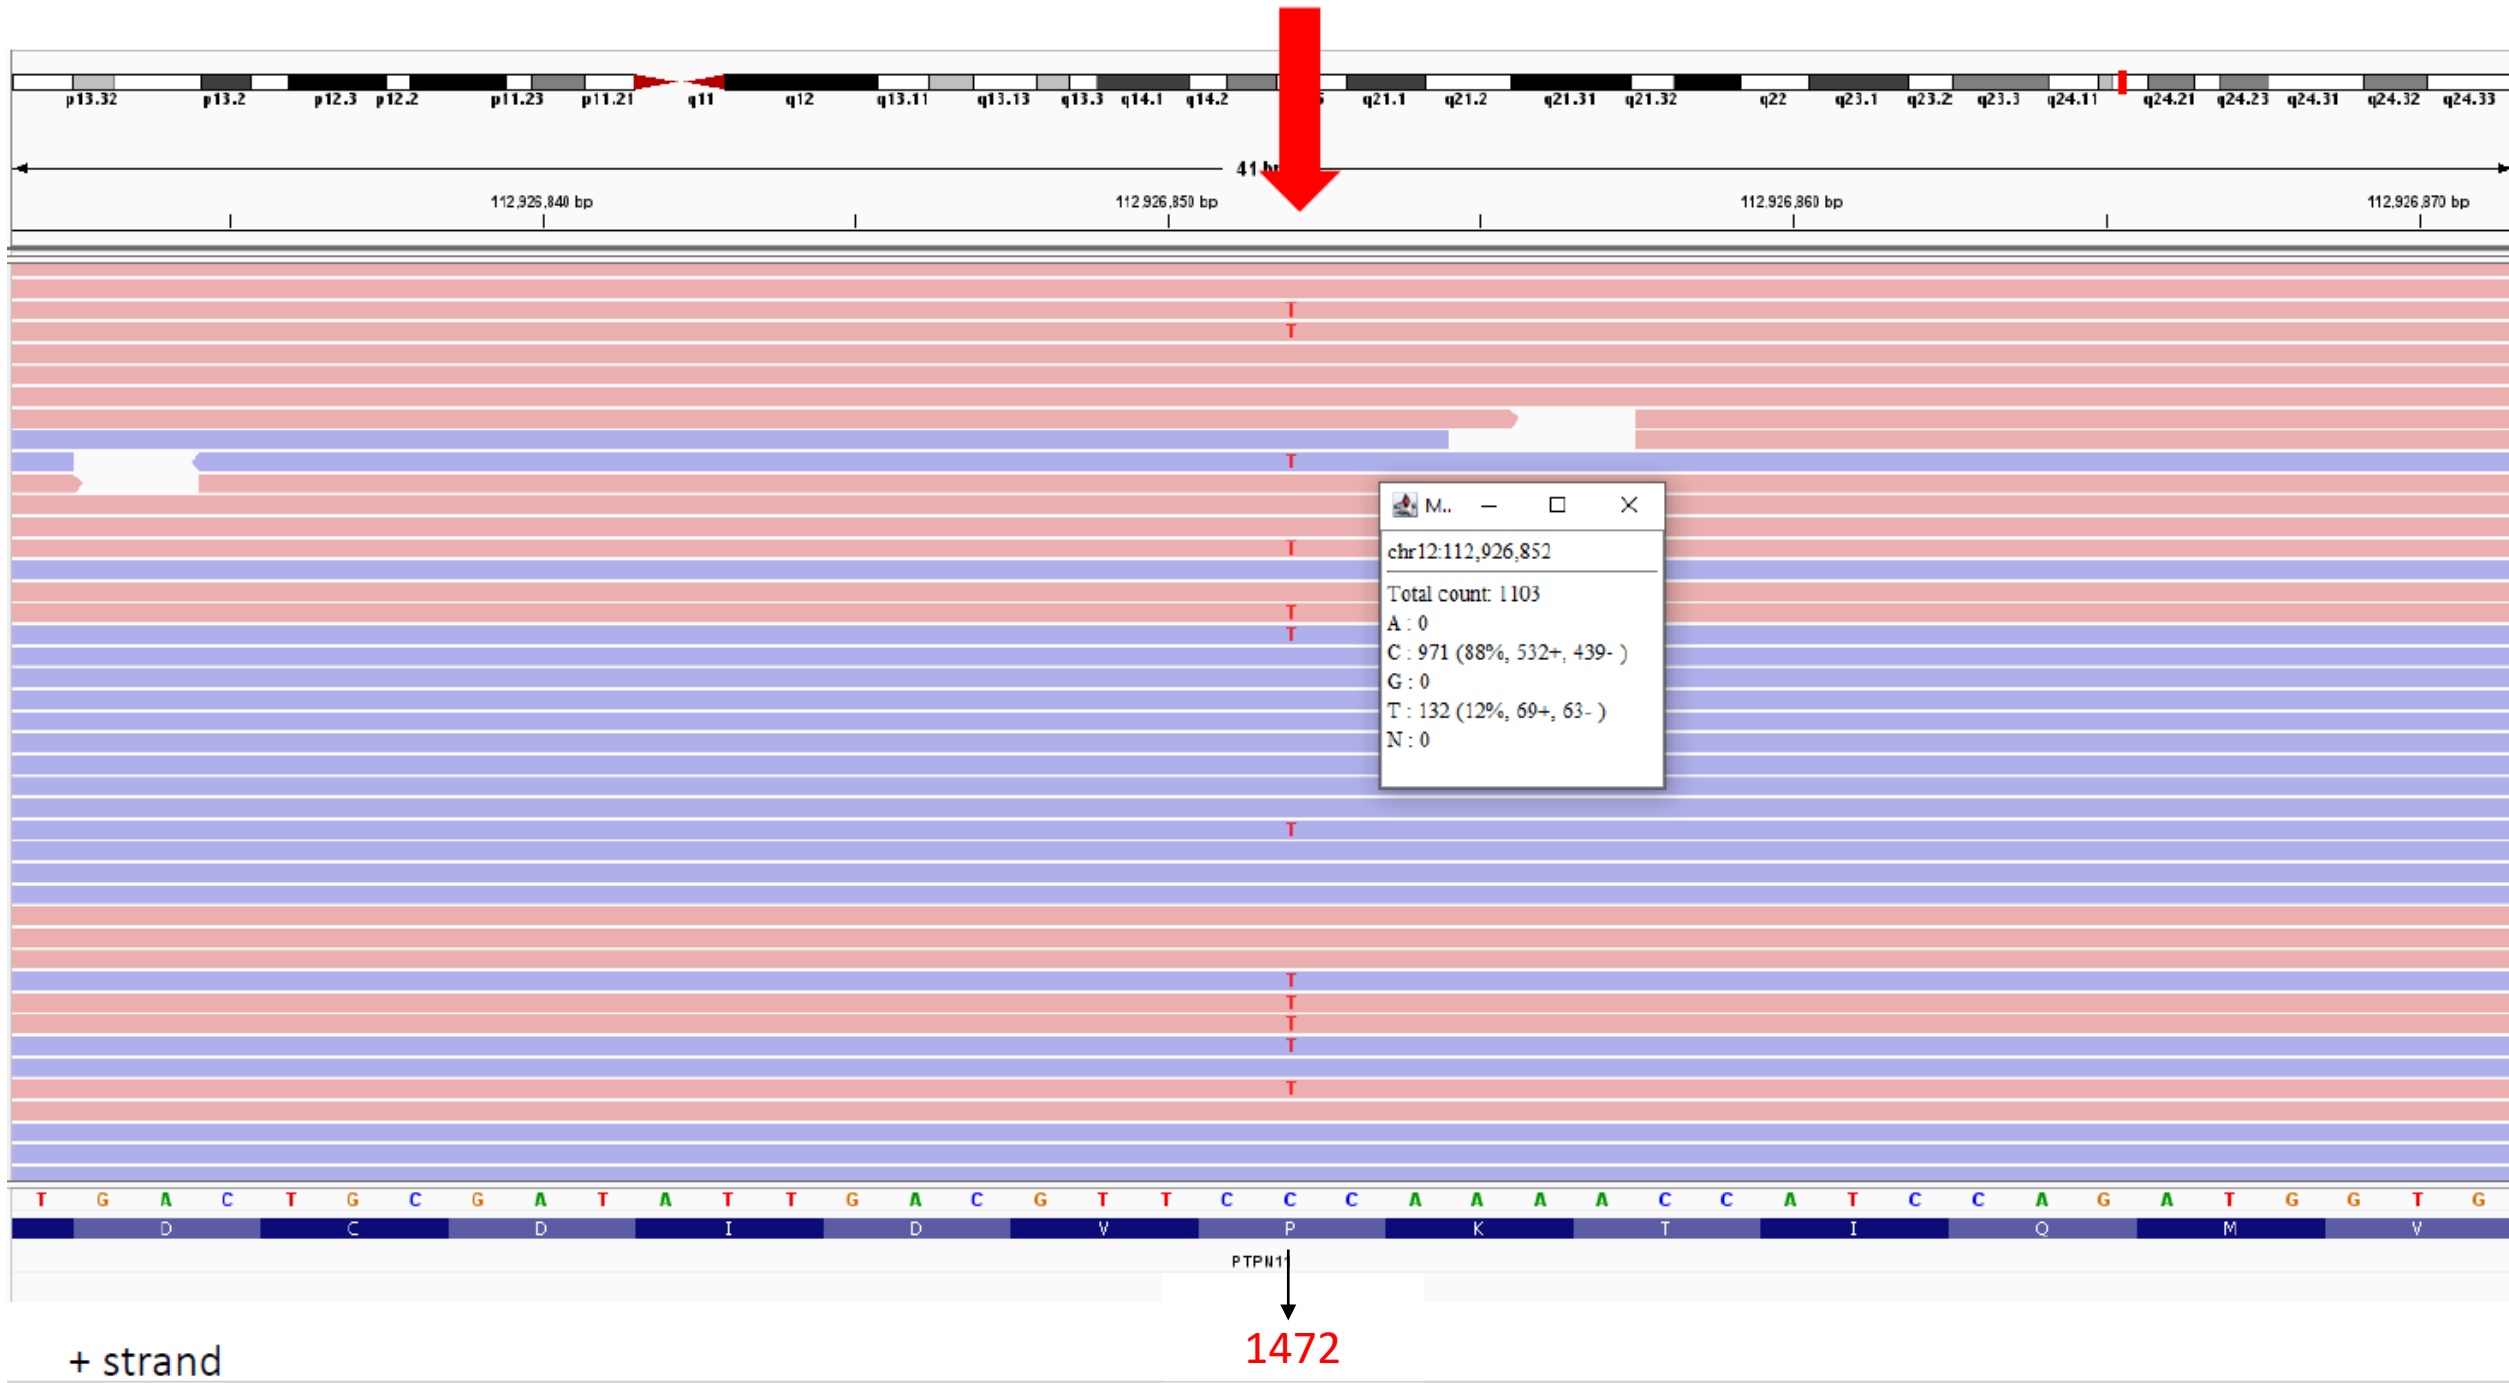 p13.32 p13.2 p12.3 p12.2 p11.23 p11.21 q11 q12 q13.11 q13.13 q13.3 q14.1 q14.2 q21.1 q21.2 q21.31 q21.32 q22 q23.1 q23.2 q23.3 q24.11 q24.21 q24.23 q24.31 q24.32 q24.33
41
112,926,840 bp 112,926,850 bp 112,926,860 bp 112,926,870 bp
T
T
T
T
T
T
T
T
T
T
T
T
M..
chr12:112,926,852
Total count: 1103
A : 0
C : 971 (88%, 532+, 439- )
G : 0
T : 132 (12%, 69+, 63- )
N : 0
T G A C T G C G A T A T T G A C G T T C C C A A A A C C A T C C A G A T G G T G
D C D I D V P K T I Q M V
PTPN11
1472
+ strand